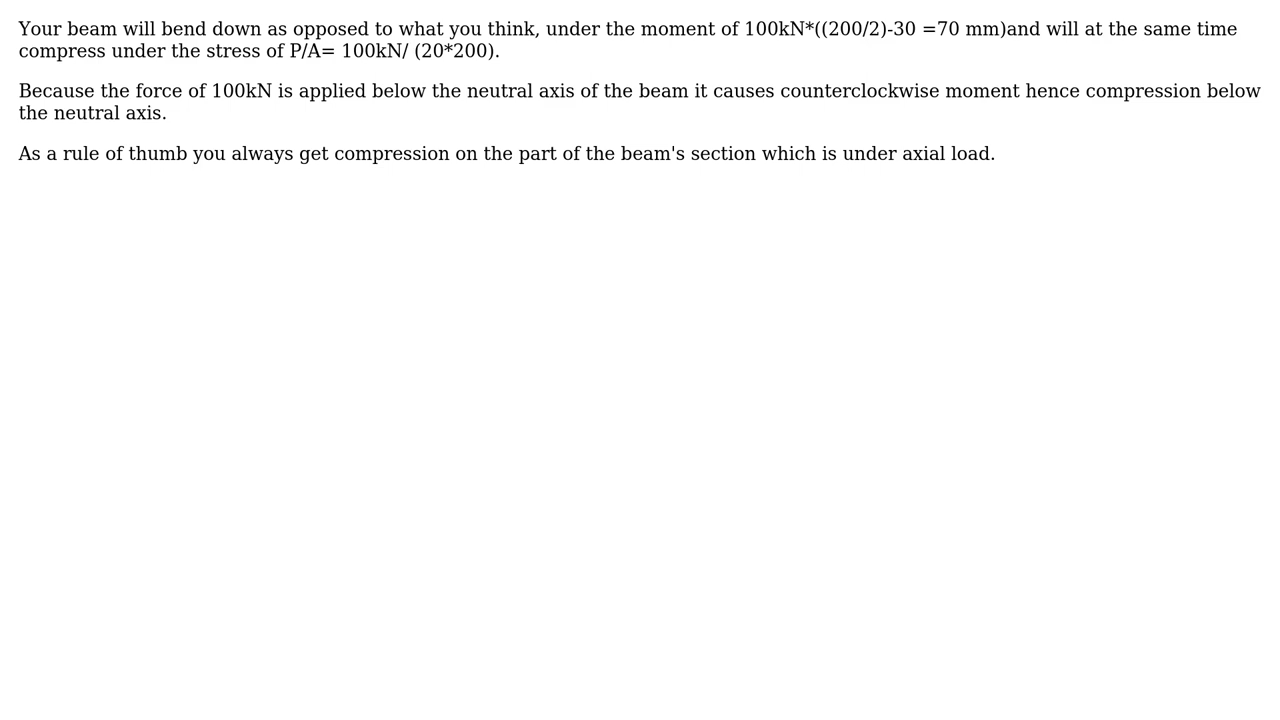 Your beam will bend down as opposed to what you think, under the moment of 100kN*((200/2)-30 =70 mm)and will at the same time
compress under the stress of P/A= 100kN/ (20*200).
Because the force of 100kN is applied below the neutral axis of the beam it causes counterclockwise moment hence compression below
the neutral axis.
As a rule of thumb you always get compression on the part of the beam's section which is under axial load.